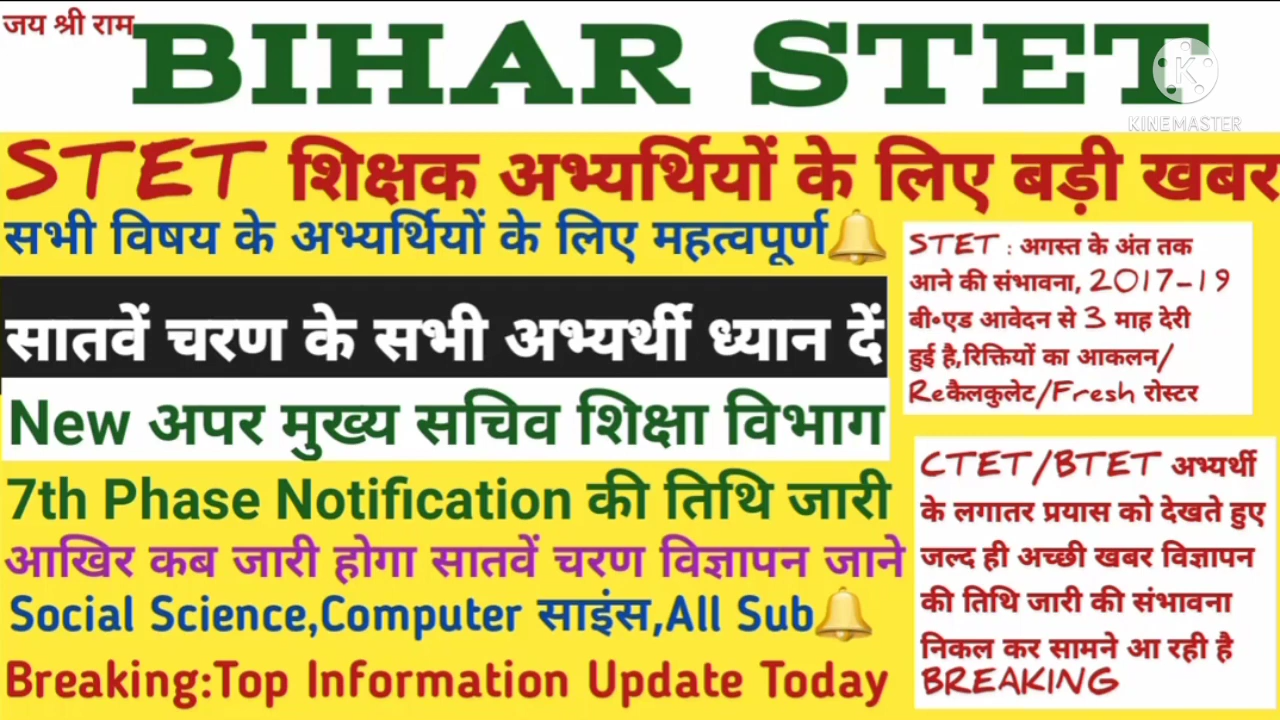 जय श्री राम
BIHAR STET
KINEMASTER
STET शिक्षक अभ्यर्थियों के लिए बड़ी खबर
सभी विषय के अभ्यर्थियों के लिए महत्वपूर्ण🔔
सातवें चरण के सभी अभ्यर्थी ध्यान दें
New अपर मुख्य सचिव शिक्षा विभाग
7th Phase Notification की तिथि जारी
आखिर कब जारी होगा सातवें चरण विज्ञापन जाने
Social Science,Computer साइंस,All Sub🔔
Breaking:Top Information Update Today
STET : अगस्त के अंत तक
आने की संभावना, 2017-19
बी॰एड आवेदन से 3 माह देरी
हुई है,रिक्तियों का आकलन/
Reकैलकुलेट/Fresh रोस्टर
CTET/BTET अभ्यर्थी
के लगातर प्रयास को देखते हुए
जल्द ही अच्छी खबर विज्ञापन
की तिथि जारी की संभावना
निकल कर सामने आ रही है
BREAKING